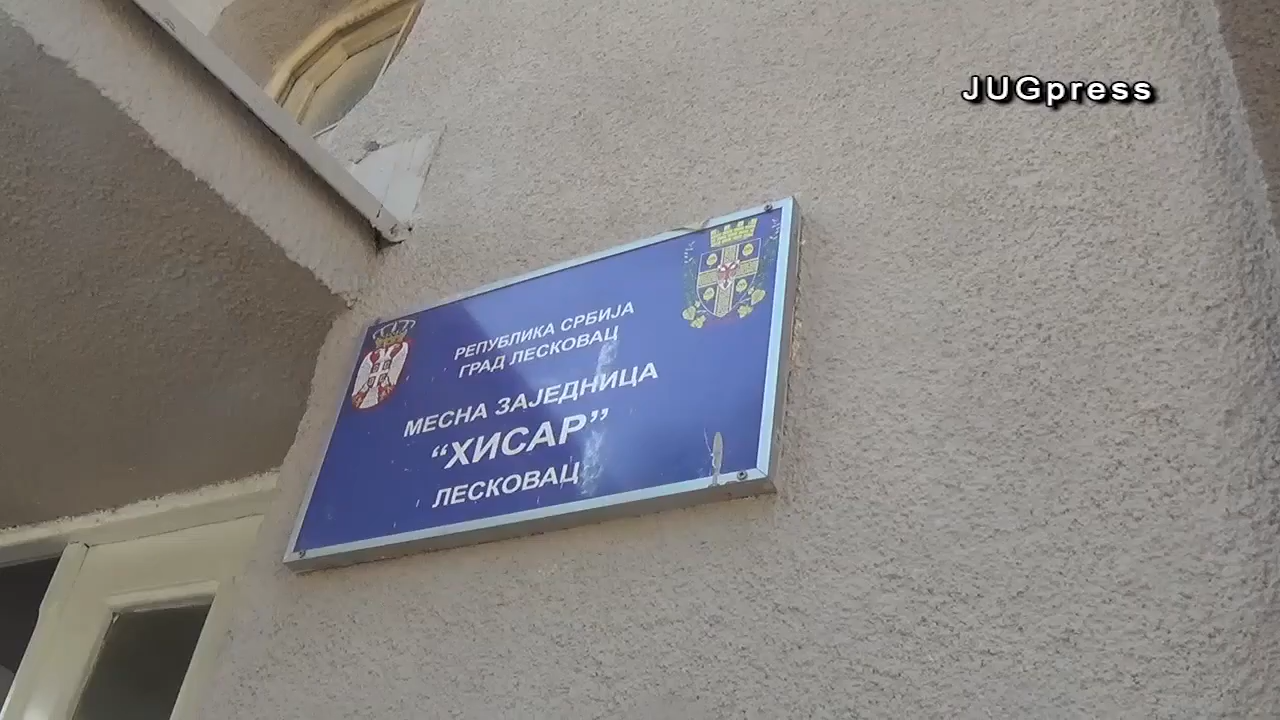 JUGpress
РЕПУБЛИКА СРБИЈА
ГРАД ЛЕСКОВАЦ
МЕСНА ЗАЈЕДНИЦА
“ХИСАР”
ЛЕСКОВАЦ